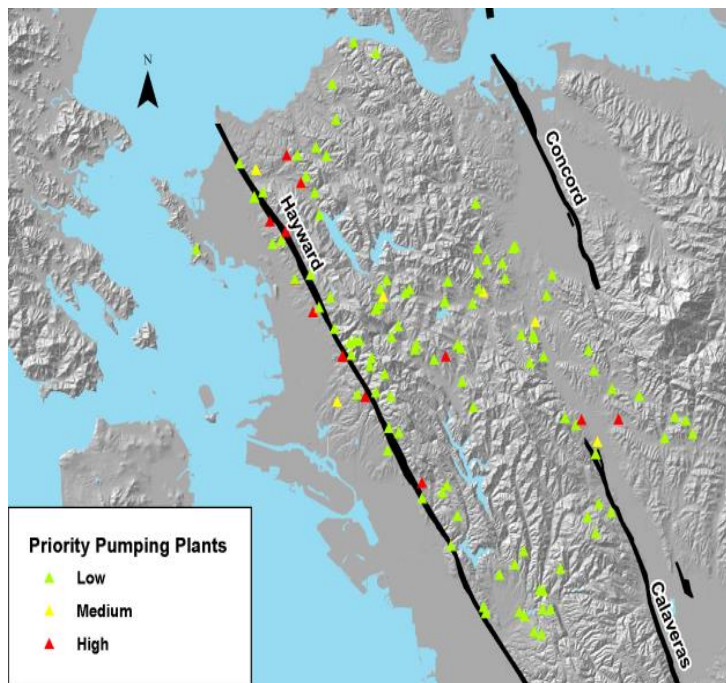 N
Concord
Hayward
Calaveras
Priority Pumping Plants
Low
Medium
High